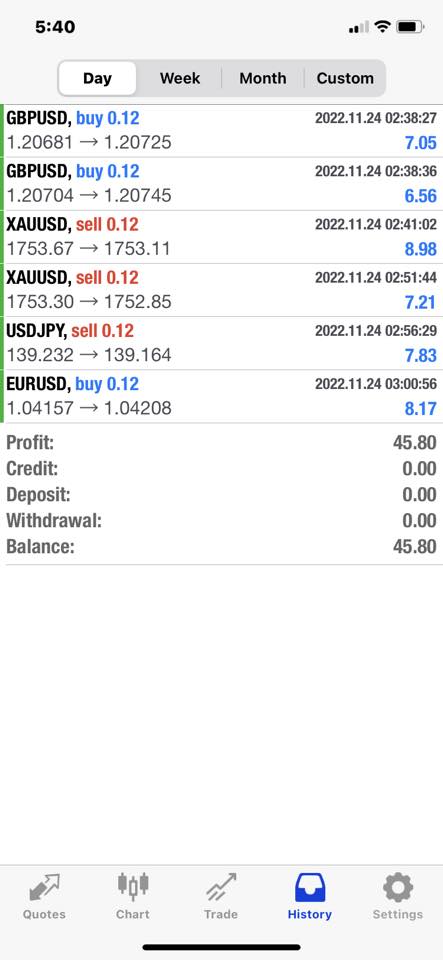 5:40
Day Week Month Custom
GBPUSD, buy 0.12 2022.11.24 02:38:27
1.20681 → 1.20725 7.05
GBPUSD, buy 0.12 2022.11.24 02:38:36
1.20704 → 1.20745 6.56
XAUUSD, sell 0.12 2022.11.24 02:41:02
1753.67 → 1753.11 8.98
XAUUSD, sell 0.12 2022.11.24 02:51:44
1753.30 → 1752.85 7.21
USDJPY, sell 0.12 2022.11.24 02:56:29
139.232 → 139.164 7.83
EURUSD, buy 0.12 2022.11.24 03:00:56
1.04157 → 1.04208 8.17
Profit: 45.80
Credit: 0.00
Deposit: 0.00
Withdrawal: 0.00
Balance: 45.80
Quotes Chart Trade History Settings